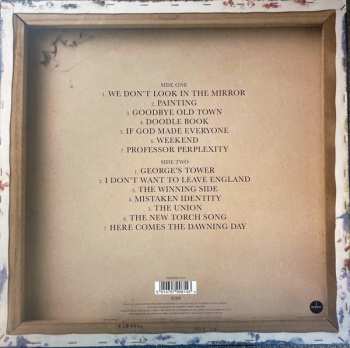 SIDE ONE
1. WE DON'T LOOK IN THE MIRROR
2. PAINTING
3. GOODBYE OLD TOWN
4. DOODLE BOOK
5. IF GOD MADE EVERYONE
6. WEEKEND
7. PROFESSOR PERPLEXITY
SIDE TWO
1. GEORGE'S TOWER
2. I DON'T WANT TO LEAVE ENGLAND
3. THE WINNING SIDE
4. MISTAKEN IDENTITY
5. THE UNION
6. THE NEW TORCH SONG
7. HERE COMES THE DAWNING DAY